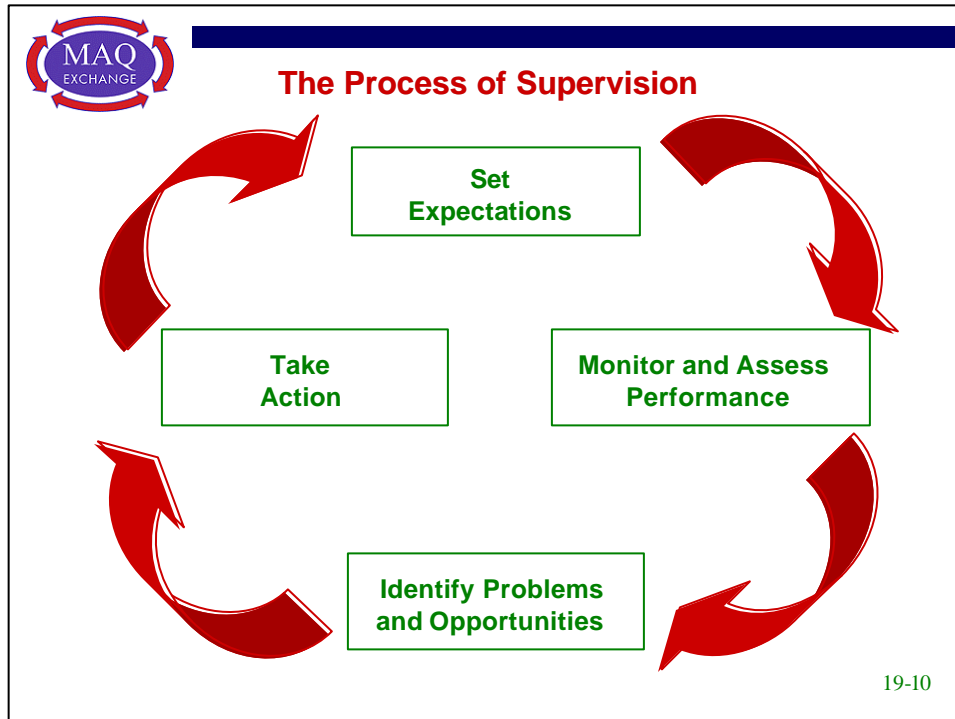 MAQ
EXCHANGE
The Process of Supervision
Set
Expectations
Take
Action
Monitor and Assess
Performance
Identify Problems
and Opportunities
19-10